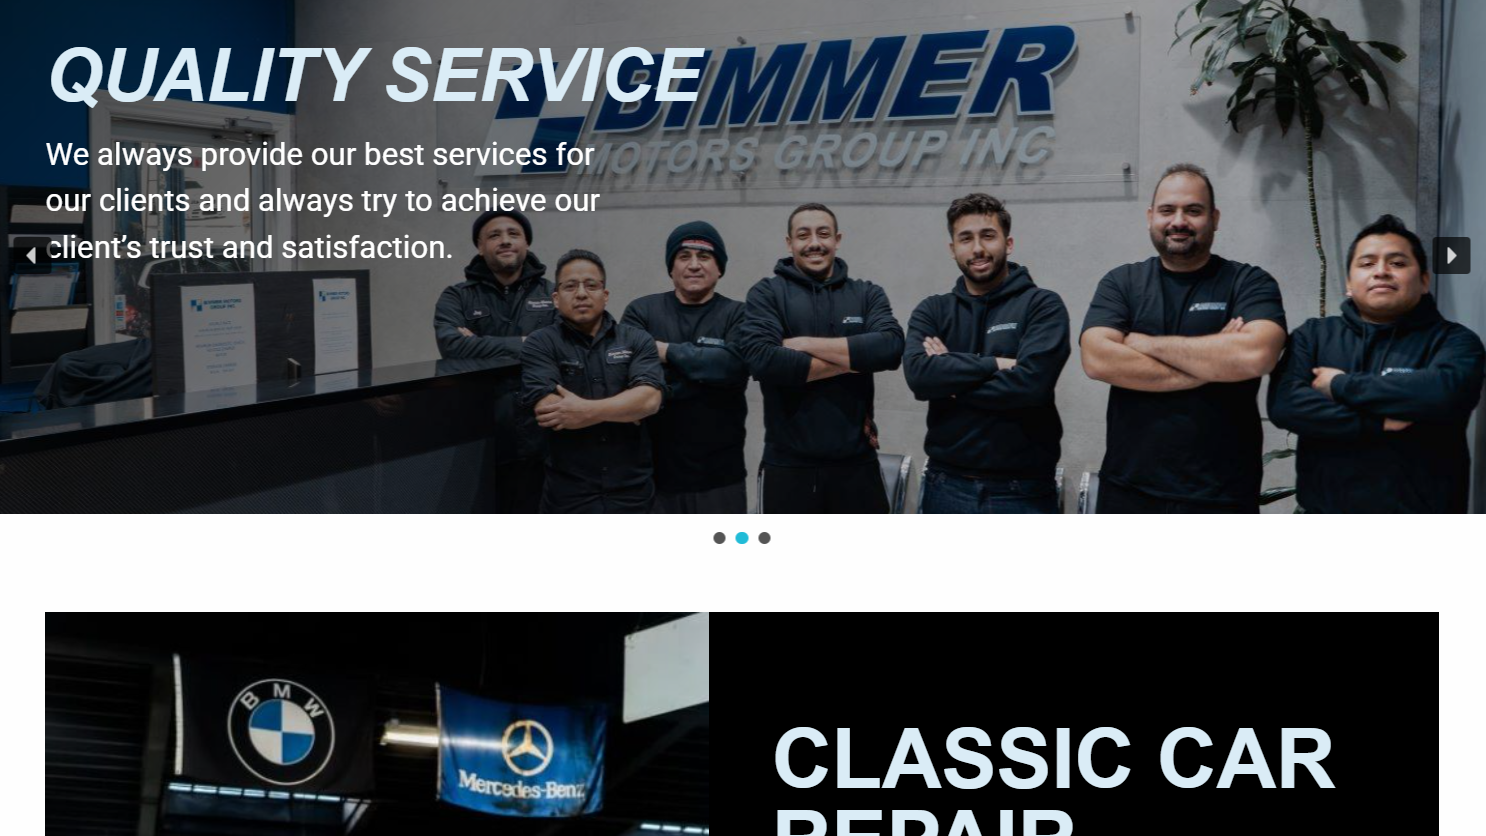 QUALITY SERVICE
BIMMER
MOTORS GROUP INC
We always provide our best services for
our clients and always try to achieve our
client’s trust and satisfaction.
BMW
Mercedes-Benz
CLASSIC CAR
REPAIR